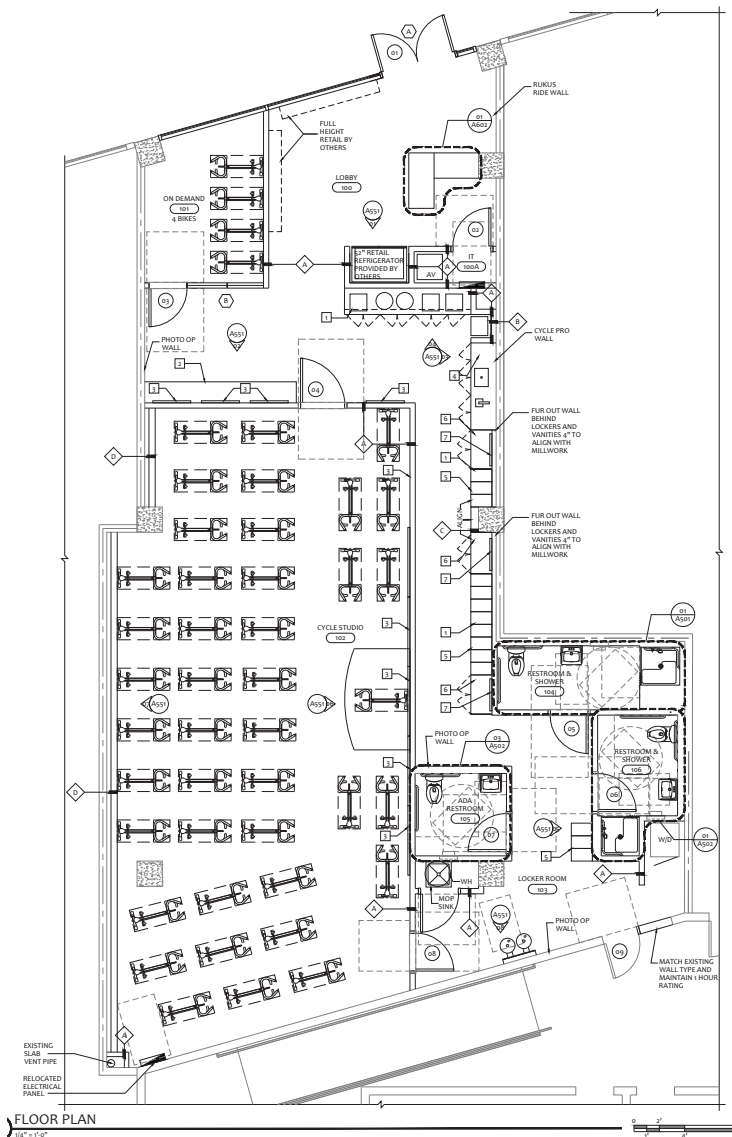 A
01
RUKUS
RIDE WALL
01
A602
FULL
HEIGHT
RETAIL BY
OTHERS
LOBBY
100
ON DEMAND
101
4 BIKES
A551
01
02
52" RETAIL
REFRIGERATOR
PROVIDED BY
OTHERS
AV
A
IT
100A
A
A
03
B
1
B
A551
02
PHOTO OP
WALL
CYCLE PRO
WALL
A551
2
4
3
3
04
3
6
FUR OUT WALL
BEHIND
LOCKERS AND
VANITIES 4" TO
ALIGN WITH
MILLWORK
7
A
D
1
3
5
ALIGN
C
FUR OUT WALL
BEHIND
LOCKERS AND
VANITIES 4" TO
ALIGN WITH
MILLWORK
6
7
CYCLE STUDIO
102
3
1
01
A501
5
3
RESTROOM &
SHOWER
104
6
7
A551
A551
05
PHOTO OP
WALL
03
A502
RESTROOM &
SHOWER
106
3
D
ADA
RESTROOM
105
06
07
A551
3
W/D
01
A502
5
WH
LOCKER ROOM
103
A
MOP
SINK
A
A551
A
PHOTO OP
WALL
08
09
MATCH EXISTING
WALL TYPE AND
MAINTAIN 1 HOUR
RATING
A
EXISTING
SLAB
VENT PIPE
RELOCATED
ELECTRICAL
PANEL
FLOOR PLAN
1/4" = 1'-0"
0 2'
1' 4'